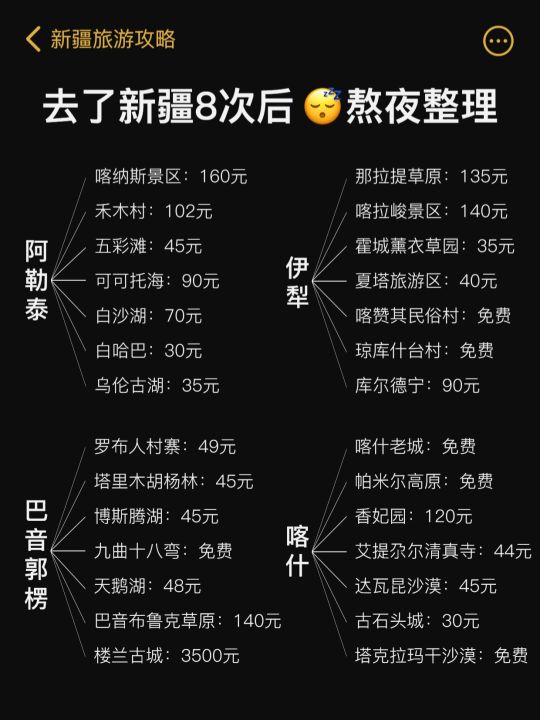 新疆旅游攻略
去了新疆8次后 😴熬夜整理
阿勒泰
喀纳斯景区：160元
禾木村：102元
五彩滩：45元
可可托海：90元
白沙湖：70元
白哈巴：30元
乌伦古湖：35元
伊犁
那拉提草原：135元
喀拉峻景区：140元
霍城薰衣草园：35元
夏塔旅游区：40元
喀赞其民俗村：免费
琼库什台村：免费
库尔德宁：90元
巴音郭楞
罗布人村寨：49元
塔里木胡杨林：45元
博斯腾湖：45元
九曲十八弯：免费
天鹅湖：48元
巴音布鲁克草原：140元
楼兰古城：3500元
喀什
喀什老城：免费
帕米尔高原：免费
香妃园：120元
艾提尕尔清真寺：44元
达瓦昆沙漠：45元
古石头城：30元
塔克拉玛干沙漠：免费